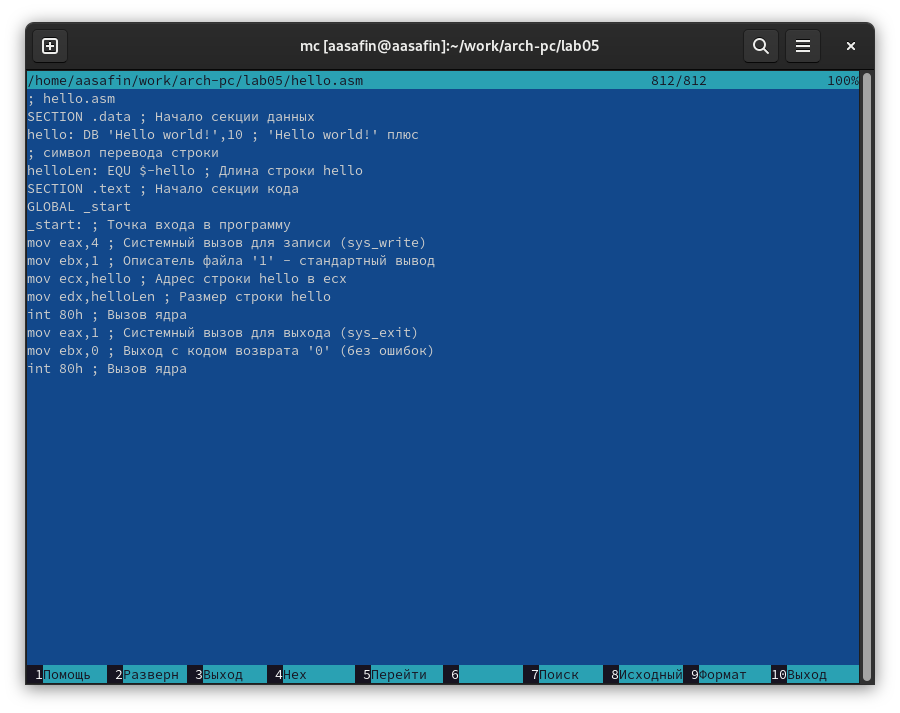 mc [aasafin@aasafin]:~/work/arch-pc/lab05
/home/aasafin/work/arch-pc/lab05/hello.asm 812/812 100%
; hello.asm
SECTION .data ; Начало секции данных
hello: DB 'Hello world!',10 ; 'Hello world!' плюс
; символ перевода строки
helloLen: EQU $-hello ; Длина строки hello
SECTION .text ; Начало секции кода
GLOBAL _start
_start: ; Точка входа в программу
mov eax,4 ; Системный вызов для записи (sys_write)
mov ebx,1 ; Описатель файла '1' - стандартный вывод
mov ecx,hello ; Адрес строки hello в ecx
mov edx,helloLen ; Размер строки hello
int 80h ; Вызов ядра
mov eax,1 ; Системный вызов для выхода (sys_exit)
mov ebx,0 ; Выход с кодом возврата '0' (без ошибок)
int 80h ; Вызов ядра
1Помощь 2Разверн 3Выход 4Hex 5Перейти 6 7Поиск 8Исходный 9Формат 10Выход